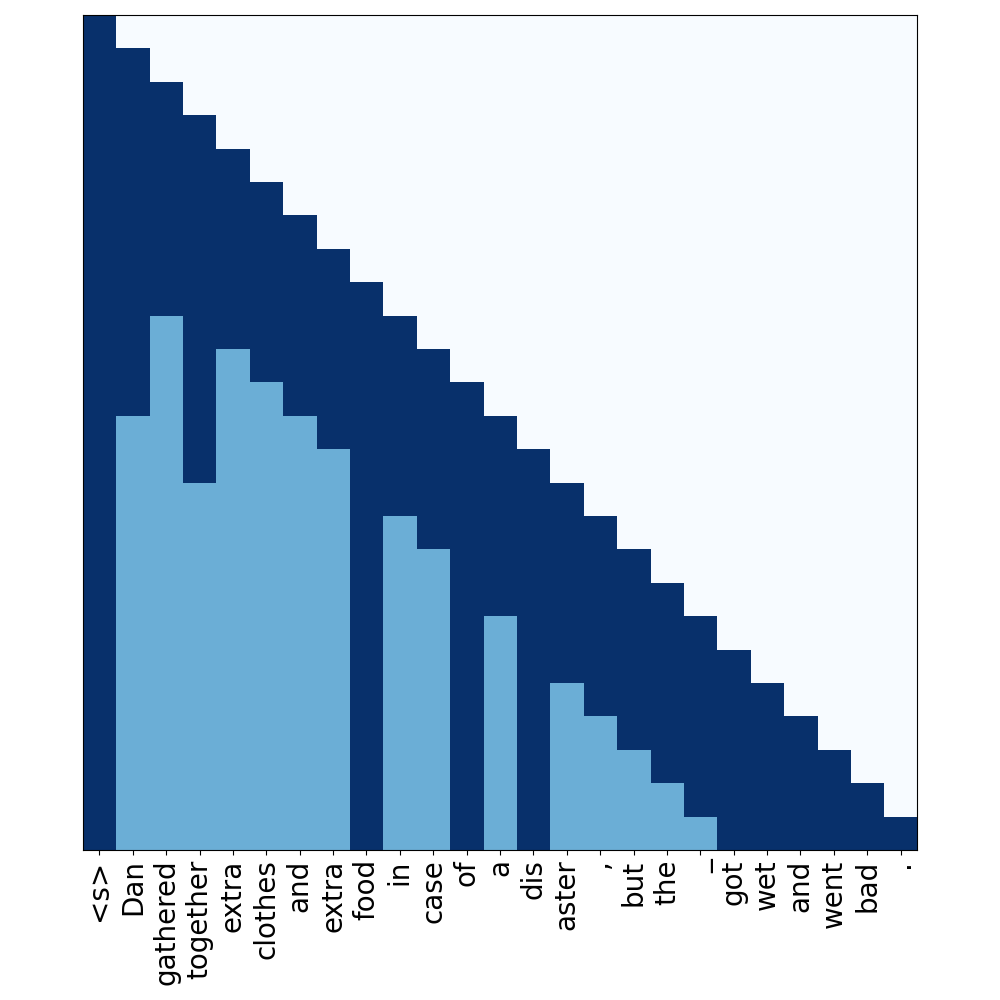 <s> Dan gathered together extra clothes and extra food in case of a dis aster , but the _ got wet and went bad .